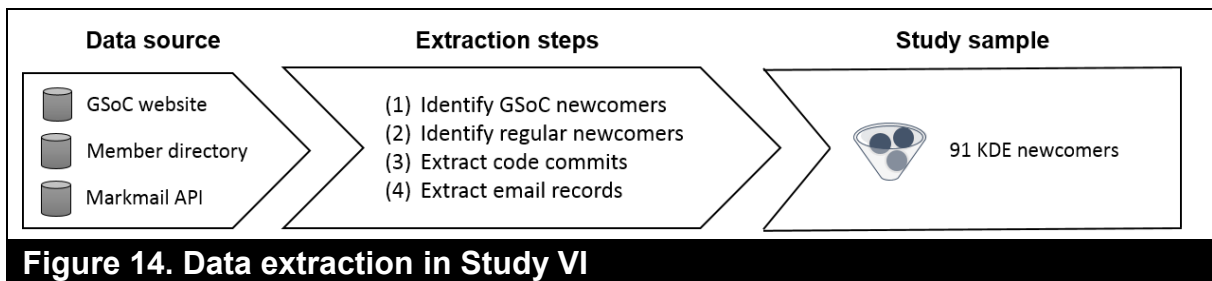 Data source
Extraction steps
Study sample
GSoC website
Member directory
Markmail API
(1) Identify GSoC newcomers
(2) Identify regular newcomers
(3) Extract code commits
(4) Extract email records
91 KDE newcomers
Figure 14. Data extraction in Study VI